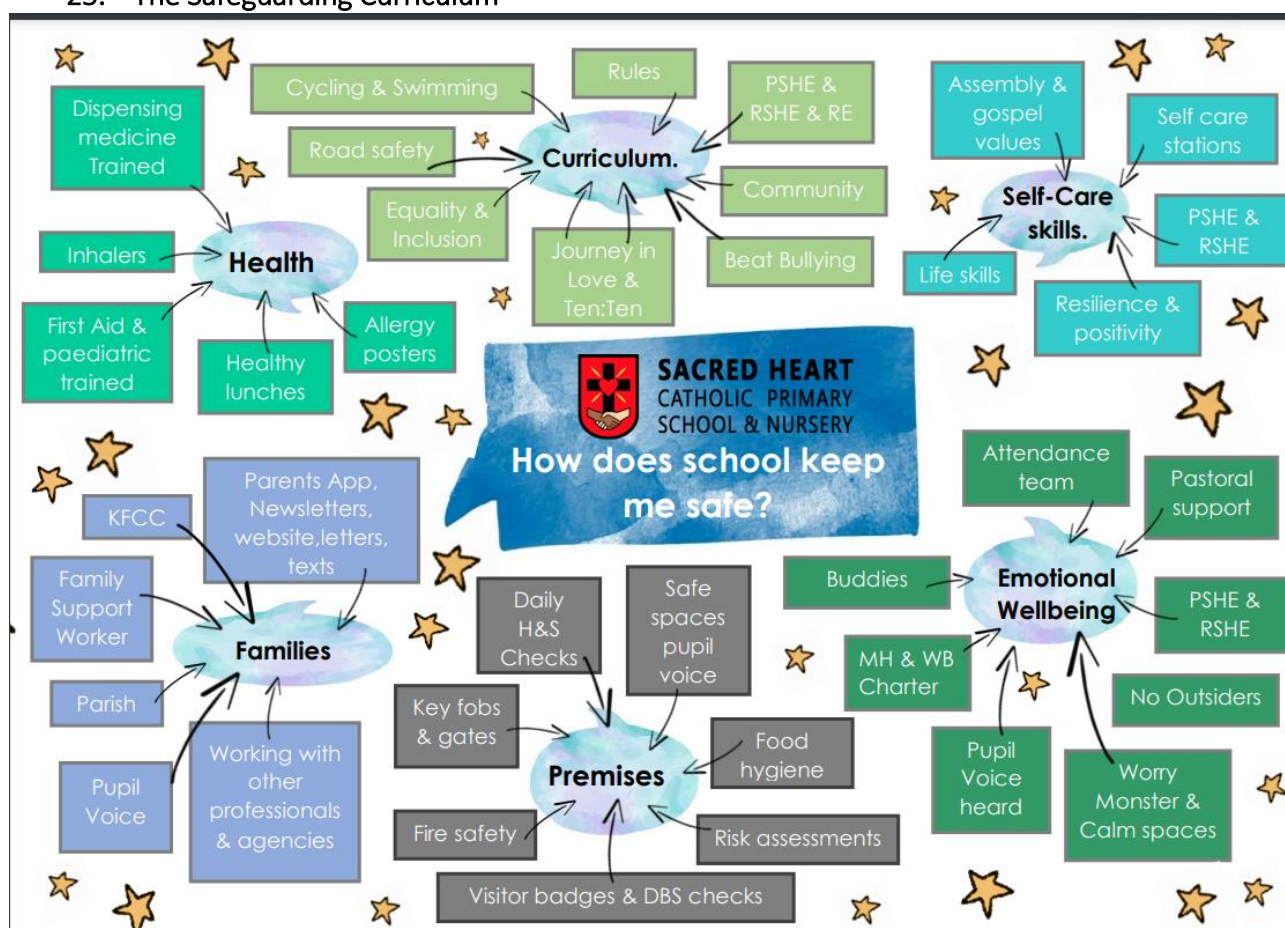 25. The Safeguarding Curriculum
Dispensing
medicine
Trained
Inhalers
First Aid &
paediatric
trained
Healthy
lunches
Allergy
posters
Health
Cycling & Swimming
Rules
PSHE &
RSHE & RE
Road safety
Equality &
Inclusion
Journey in
Love &
Ten:Ten
Community
Beat Bullying
Curriculum.
Assembly &
gospel
values
Self care
stations
PSHE &
RSHE
Life skills
Resilience &
positivity
Self-Care
skills.
SACRED HEART
CATHOLIC PRIMARY
SCHOOL & NURSERY
How does school keep
me safe?
KFCC
Parents App,
Newsletters,
website,letters,
texts
Family
Support
Worker
Parish
Pupil
Voice
Working with
other
professionals
& agencies
Families
Daily
H&S
Checks
Safe
spaces
pupil
voice
Key fobs
& gates
Food
hygiene
Fire safety
Risk assessments
Visitor badges & DBS checks
Premises
Attendance
team
Pastoral
support
Buddies
PSHE &
RSHE
MH & WB
Charter
No Outsiders
Pupil
Voice
heard
Worry
Monster &
Calm spaces
Emotional
Wellbeing